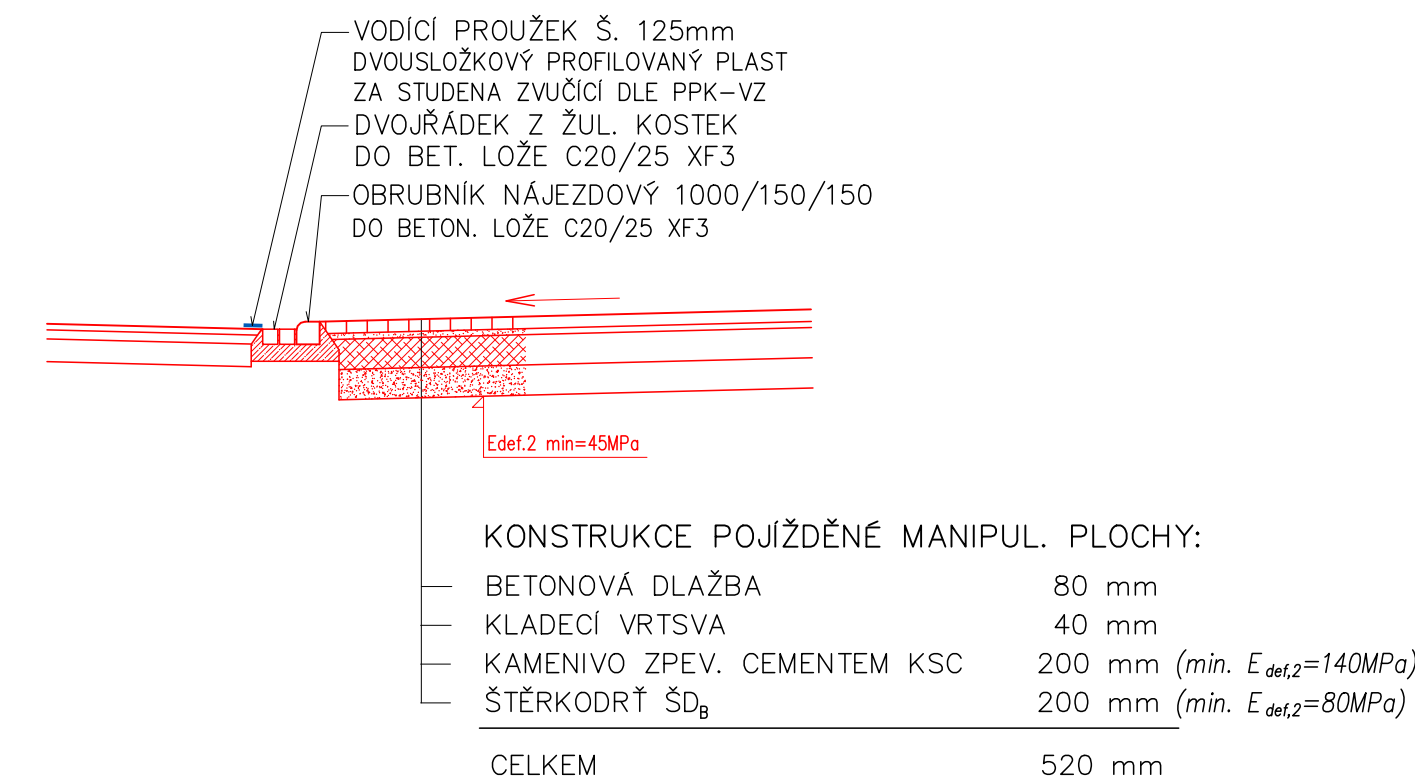 VODÍCÍ PROUŽEK Š. 125mm
DVOUSLOŽKOVÝ PROFILOVANÝ PLAST
ZA STUDENA ZVUČÍCÍ DLE PPK-VZ
DVOJŘÁDEK Z ŽUL. KOSTEK
DO BET. LOŽE C20/25 XF3
OBRUBNÍK NÁJEZDOVÝ 1000/150/150
DO BETON. LOŽE C20/25 XF3
Edef.2 min=45MPa
KONSTRUKCE POJÍŽDĚNÉ MANIPUL. PLOCHY:
BETONOVÁ DLAŽBA 80 mm
KLADECÍ VRTSVA 40 mm
KAMENIVO ZPEV. CEMENTEM KSC 200 mm (min. E def,2=140MPa)
ŠTĚRKODRŤ ŠDB 200 mm (min. E def,2=80MPa)
CELKEM 520 mm